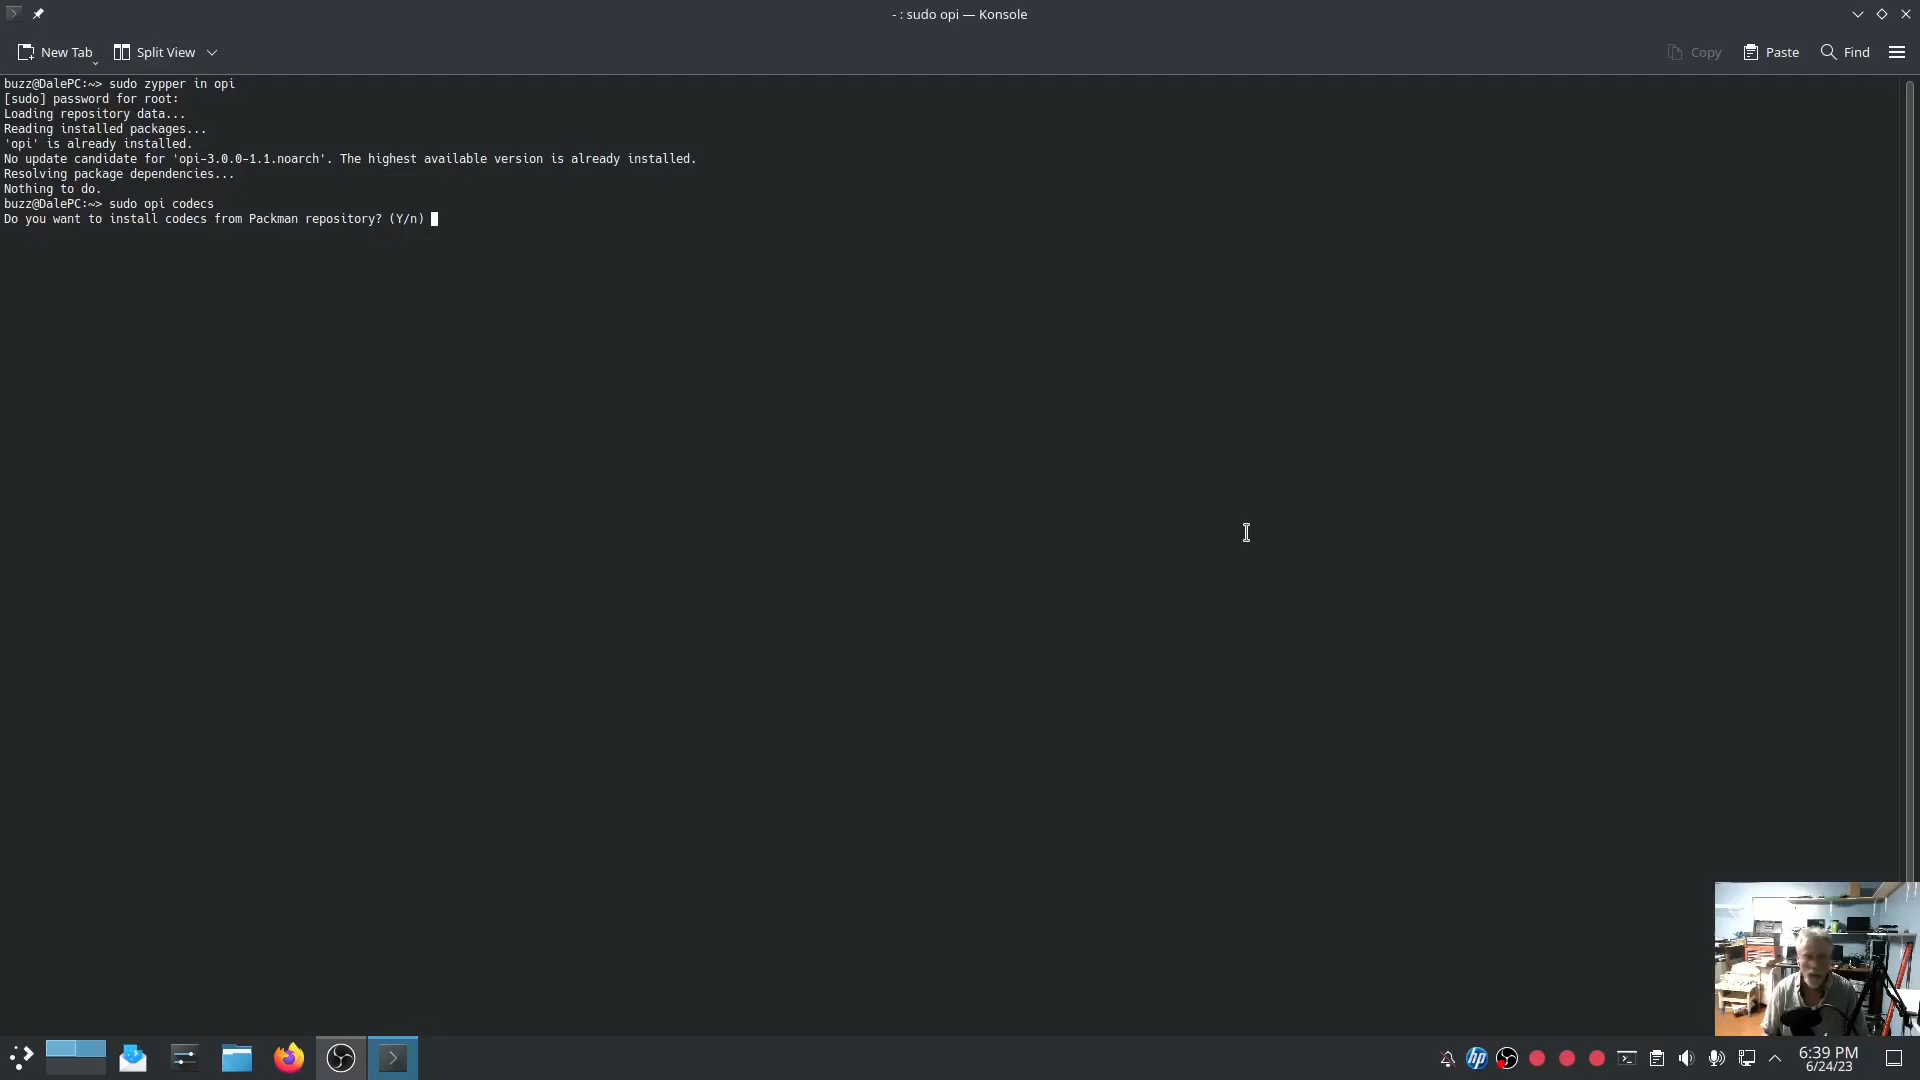 - : sudo opi — Konsole
New Tab
Split View
Copy
Paste
Find
buzz@DalePC:~> sudo zypper in opi
[sudo] password for root:
Loading repository data...
Reading installed packages...
'opi' is already installed.
No update candidate for 'opi-3.0.0-1.1.noarch'. The highest available version is already installed.
Resolving package dependencies...
Nothing to do.
buzz@DalePC:~> sudo opi codecs
Do you want to install codecs from Packman repository? (Y/n)
hp
6:39 PM
6/24/23